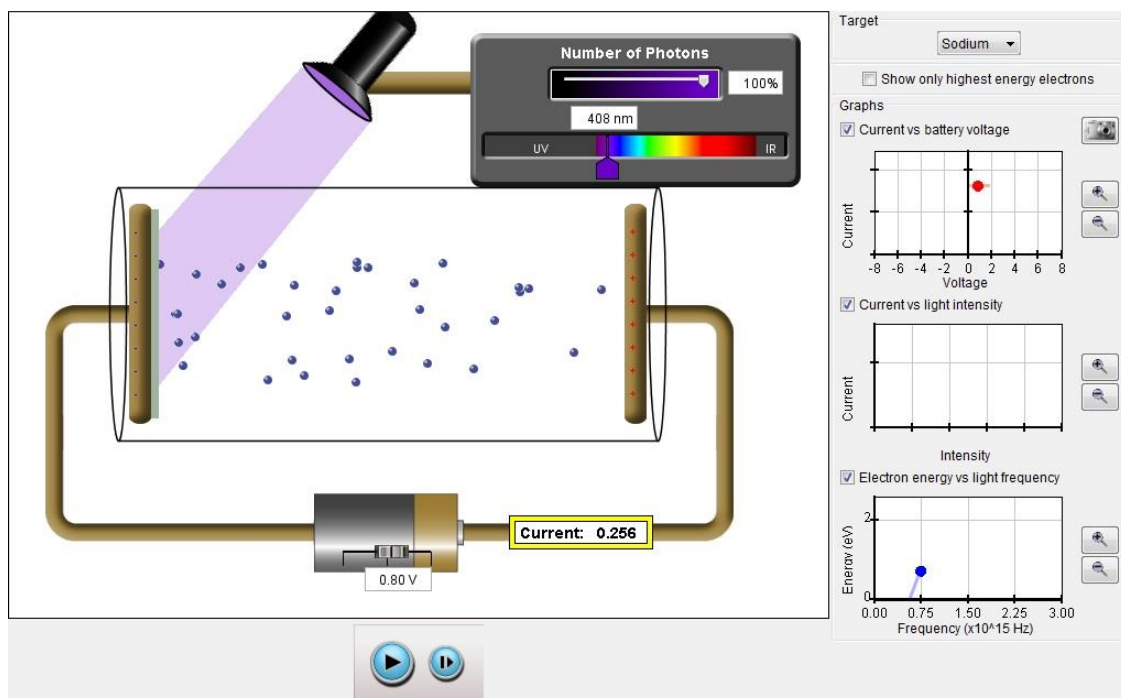 Number of Photons
100%
408 nm
UV
IR
Current: 0.256
0.80 V
Target
Sodium
Show only highest energy electrons
Graphs
Current vs battery voltage
Current
-8 -6 -4 -2 0 2 4 6 8
Voltage
Current vs light intensity
Current
Intensity
Electron energy vs light frequency
Energy (eV)
2
0
0.00 0.75 1.50 2.25 3.00
Frequency (x10^15 Hz)